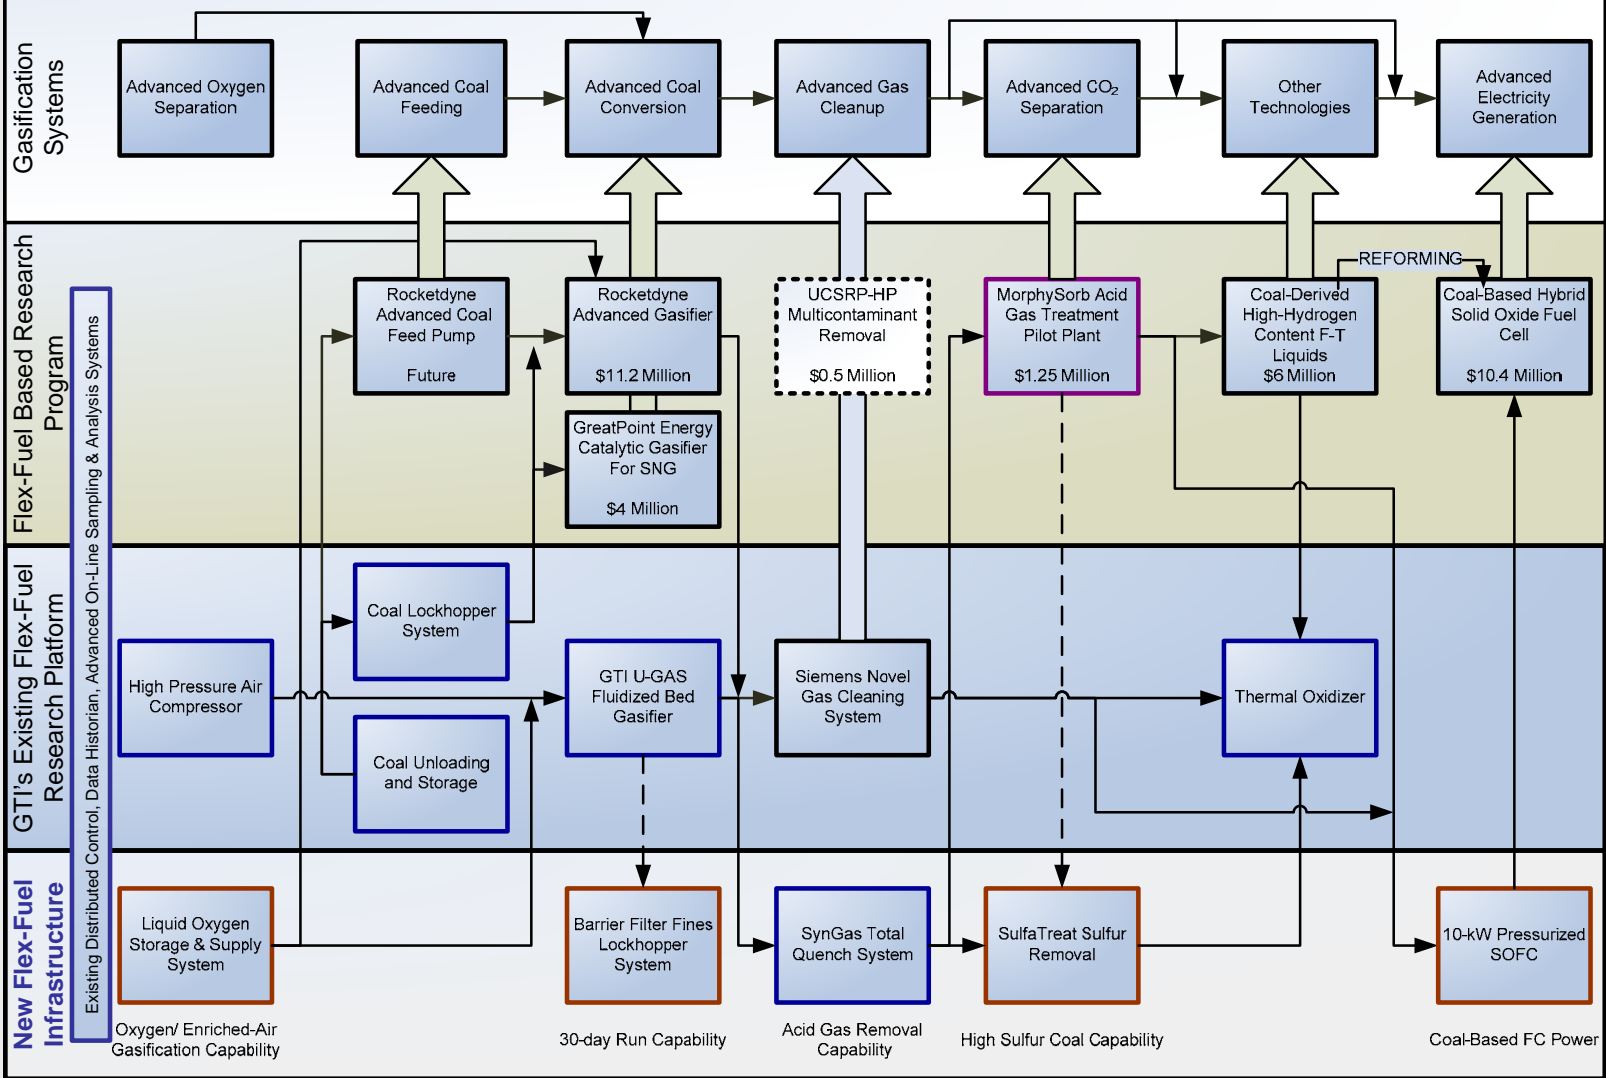 Gasification
Systems
Advanced Oxygen
Separation
Advanced Coal
Feeding
Advanced Coal
Conversion
Advanced Gas
Cleanup
Advanced CO₂
Separation
Other
Technologies
Advanced
Electricity
Generation
Flex-Fuel Based Research
Program
Rocketdyne
Advanced Coal
Feed Pump
Future
Rocketdyne
Advanced Gasifier
$11.2 Million
GreatPoint Energy
Catalytic Gasifier
For SNG
$4 Million
UCSRP-HP
Multicontaminant
Removal
$0.5 Million
MorphySorb Acid
Gas Treatment
Pilot Plant
$1.25 Million
Coal-Derived
High-Hydrogen
Content F-T
Liquids
$6 Million
REFORMING
Coal-Based Hybrid
Solid Oxide Fuel
Cell
$10.4 Million
GTI's Existing Flex-Fuel
Research Platform
Existing Distributed Control, Data Historian, Advanced On-Line Sampling & Analysis Systems
High Pressure Air
Compressor
Coal Lockhopper
System
Coal Unloading
and Storage
GTI U-GAS
Fluidized Bed
Gasifier
Siemens Novel
Gas Cleaning
System
Thermal Oxidizer
New Flex-Fuel
Infrastructure
Liquid Oxygen
Storage & Supply
System
Barrier Filter Fines
Lockhopper
System
SynGas Total
Quench System
SulfaTreat Sulfur
Removal
10-kW Pressurized
SOFC
Oxygen/ Enriched-Air
Gasification Capability
30-day Run Capability
Acid Gas Removal
Capability
High Sulfur Coal Capability
Coal-Based FC Power